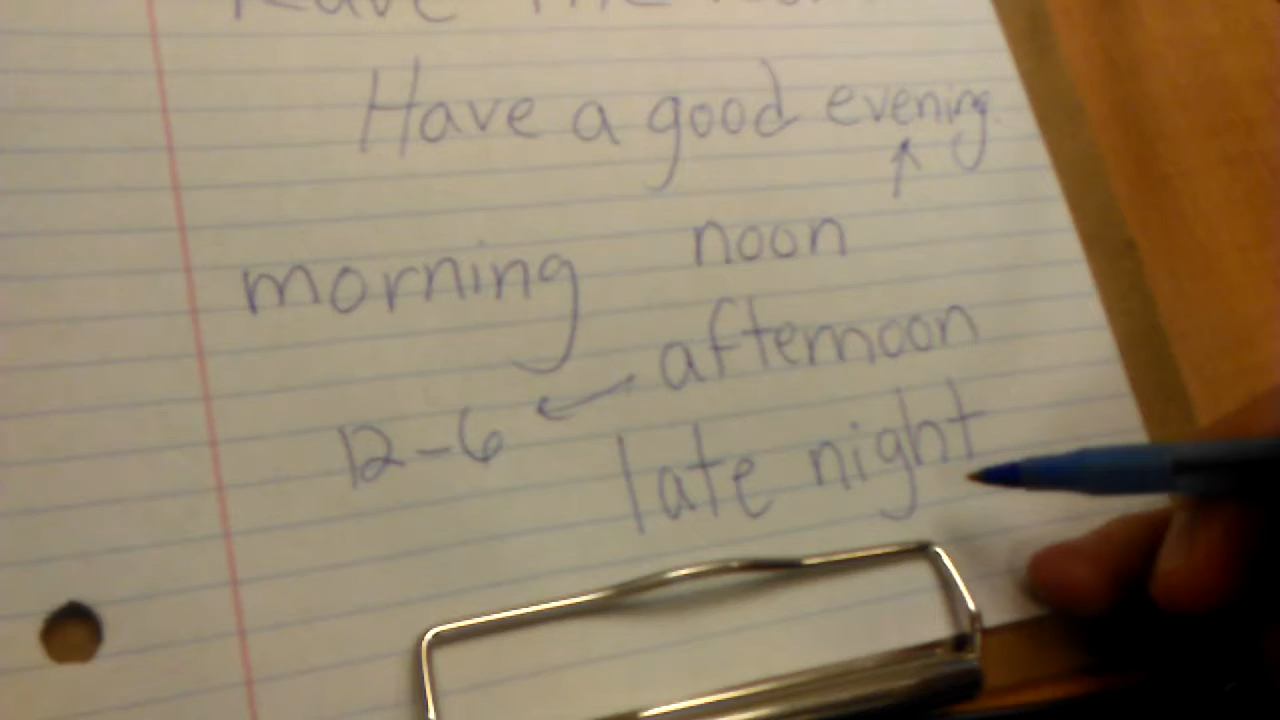 Have a good evening.
morning noon
afternoon
12-6
late night